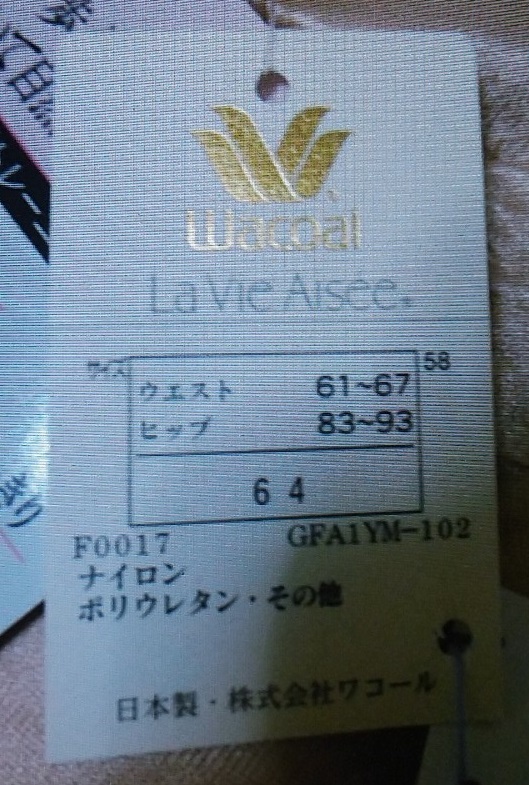 Wacoal
La Vie Aisée
サイズ 58
ウエスト 61~67
ヒップ 83~93
64
F0017 GFA1YM-102
ナイロン
ポリウレタン・その他
日本製・株式会社ワコール